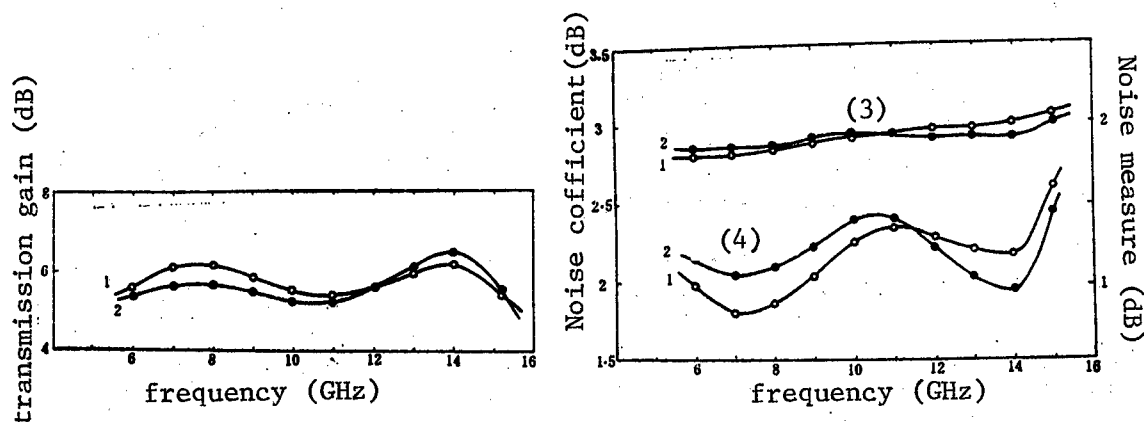 transmission gain (dB)
8
6
4
1
2
6 8 10 12 14 16
frequency (GHz)
Noise cofficient(dB)
3.5
3
2.5
2
1.5
(3)
2
1
(4)
2
1
6 8 10 12 14 16
frequency (GHz)
2
1
Noise measure (dB)